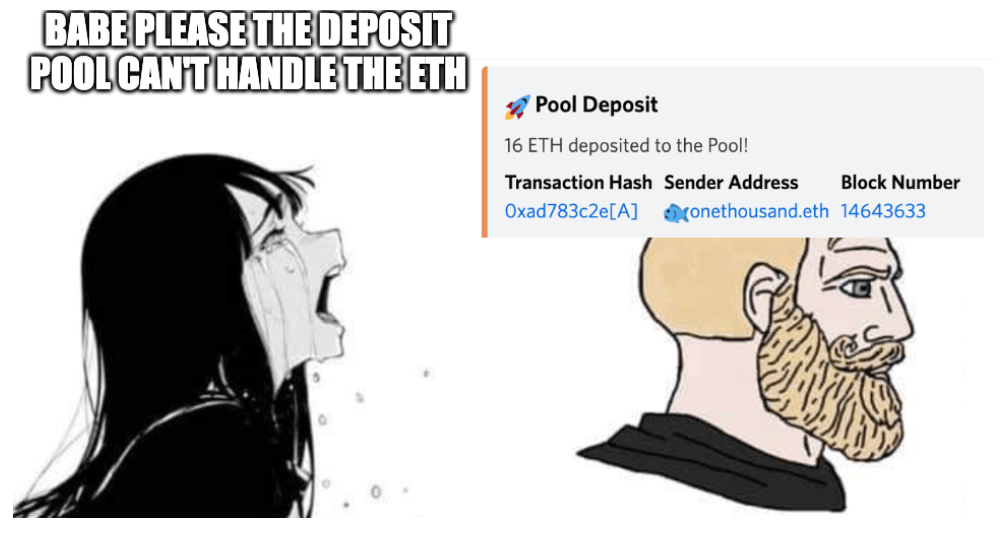 BABE PLEASE THE DEPOSIT
POOL CAN'T HANDLE THE ETH
🚀 Pool Deposit
16 ETH deposited to the Pool!
Transaction Hash Sender Address Block Number
0xad783c2e[A] 🐟onethousand.eth 14643633